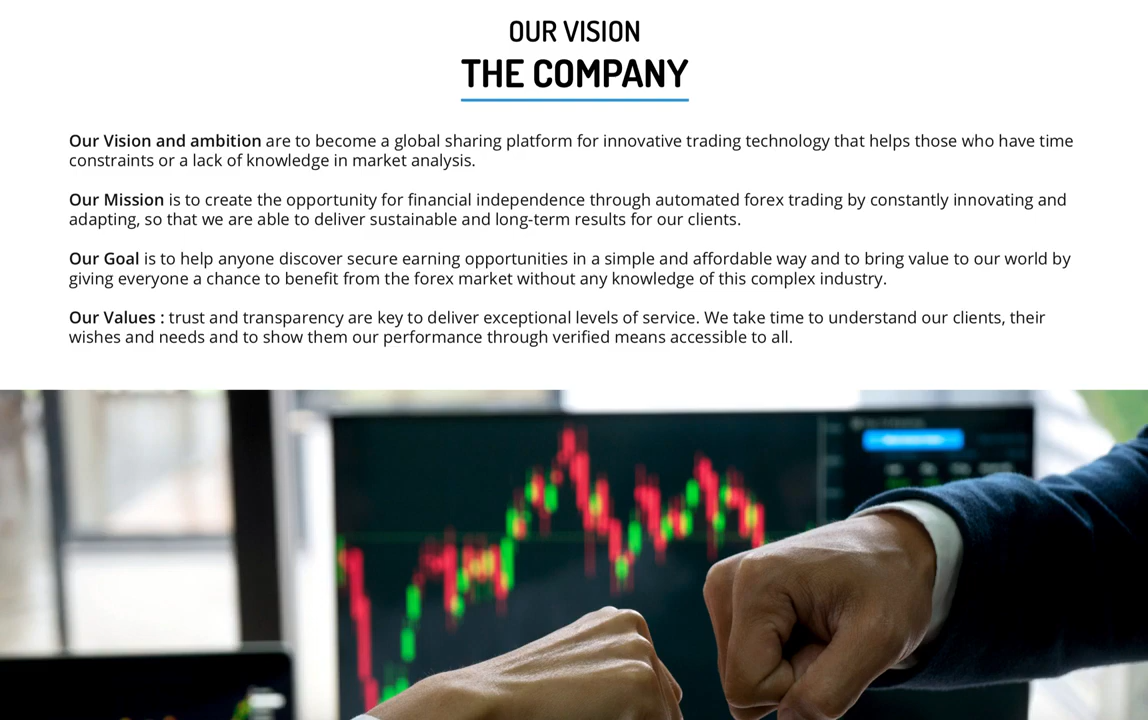 OUR VISION
THE COMPANY
Our Vision and ambition are to become a global sharing platform for innovative trading technology that helps those who have time
constraints or a lack of knowledge in market analysis.
Our Mission is to create the opportunity for financial independence through automated forex trading by constantly innovating and
adapting, so that we are able to deliver sustainable and long-term results for our clients.
Our Goal is to help anyone discover secure earning opportunities in a simple and affordable way and to bring value to our world by
giving everyone a chance to benefit from the forex market without any knowledge of this complex industry.
Our Values : trust and transparency are key to deliver exceptional levels of service. We take time to understand our clients, their
wishes and needs and to show them our performance through verified means accessible to all.